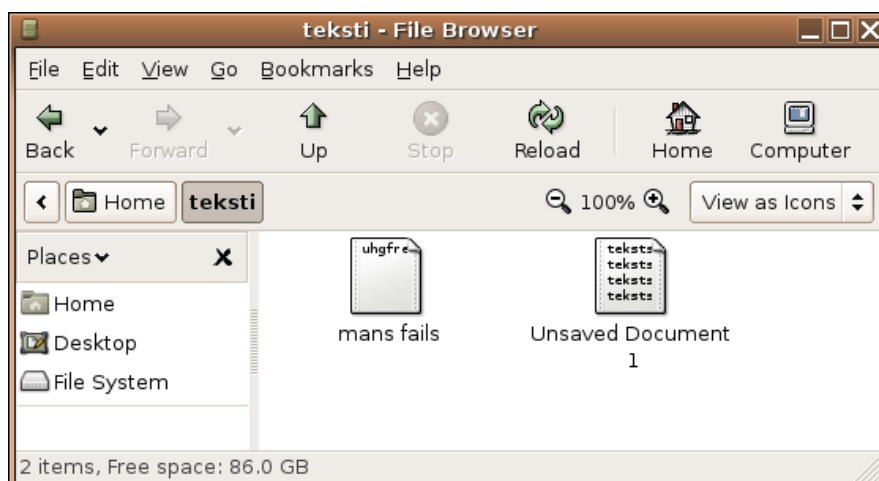 teksti - File Browser
File Edit View Go Bookmarks Help
Back Forward Up Stop Reload Home Computer
Home teksti 100% View as Icons
Places
Home
Desktop
File System
uhgfre
mans fails
teksts
teksts
teksts
teksts
Unsaved Document
1
2 items, Free space: 86.0 GB